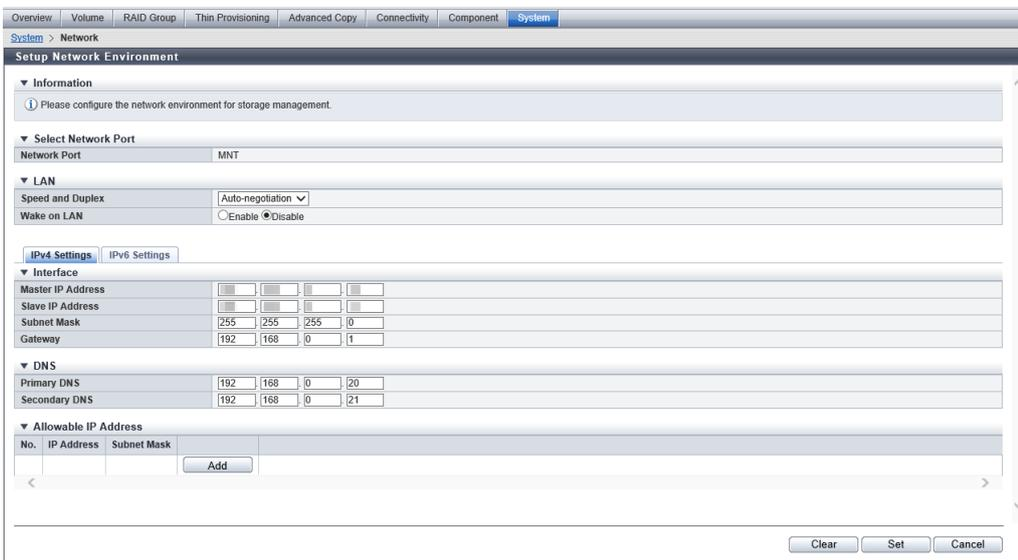 Overview Volume RAID Group Thin Provisioning Advanced Copy Connectivity Component System
System > Network
Setup Network Environment
Information
Please configure the network environment for storage management.
Select Network Port
Network Port MNT
LAN
Speed and Duplex Auto-negotiation
Wake on LAN Enable Disable
IPv4 Settings IPv6 Settings
Interface
Master IP Address . . .
Slave IP Address . . .
Subnet Mask 255 . 255 . 255 . 0
Gateway 192 . 168 . 0 . 1
DNS
Primary DNS 192 . 168 . 0 . 20
Secondary DNS 192 . 168 . 0 . 21
Allowable IP Address
No. IP Address Subnet Mask
Add
Clear Set Cancel